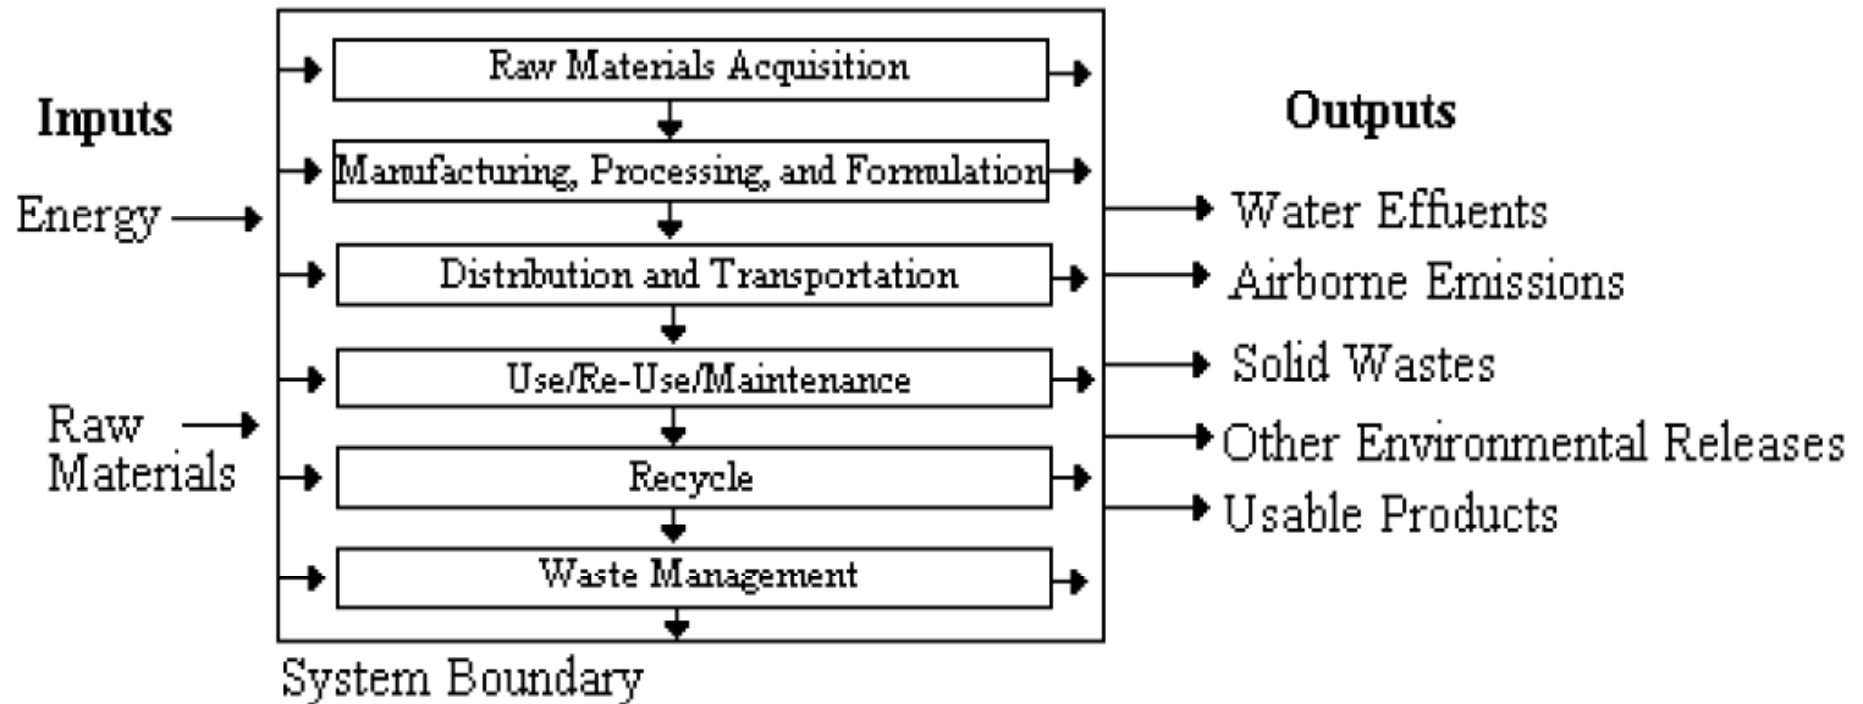 Inputs
Energy
Raw
Materials
Raw Materials Acquisition
Manufacturing, Processing, and Formulation
Distribution and Transportation
Use/Re-Use/Maintenance
Recycle
Waste Management
System Boundary
Outputs
Water Effuents
Airborne Emissions
Solid Wastes
Other Environmental Releases
Usable Products